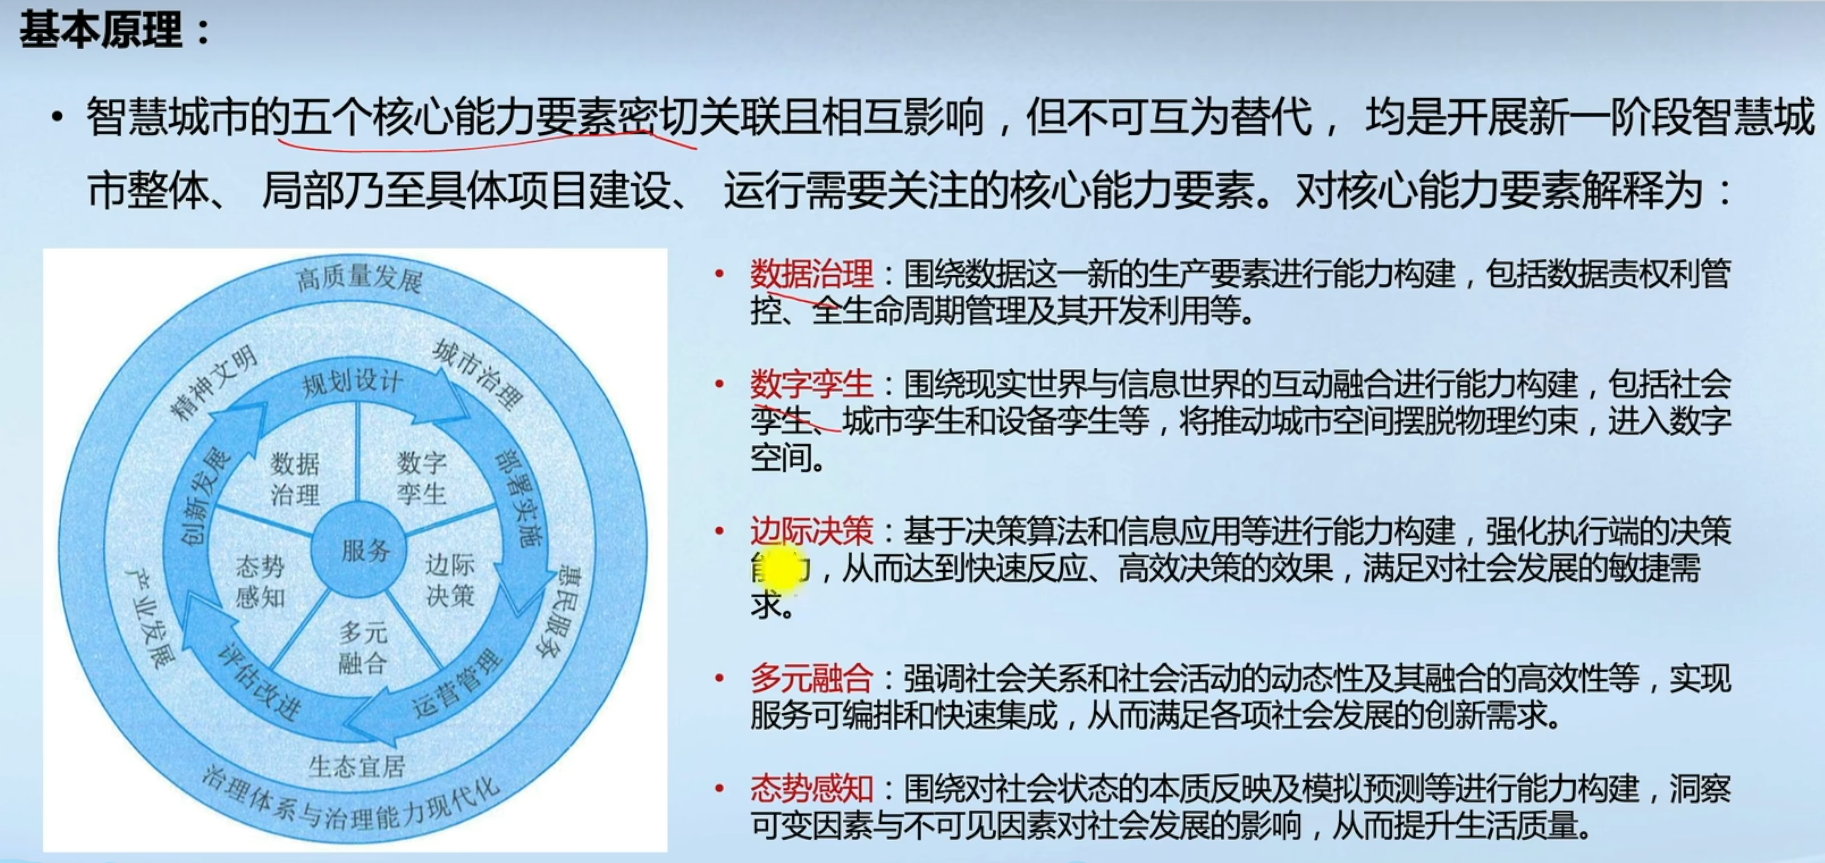 基本原理：
• 智慧城市的五个核心能力要素密切关联且相互影响，但不可互为替代， 均是开展新一阶段智慧城
市整体、 局部乃至具体项目建设、 运行需要关注的核心能力要素。对核心能力要素解释为：
高质量发展
精神文明
城市治理
规划设计
创新发展
部署实施
数据
治理
数字
孪生
服务
态势
感知
边际
决策
多元
融合
产业发展
惠民服务
评估改进
运营管理
生态宜居
治理体系与治理能力现代化
• 数据治理：围绕数据这一新的生产要素进行能力构建，包括数据责权利管
控、全生命周期管理及其开发利用等。
• 数字孪生：围绕现实世界与信息世界的互动融合进行能力构建，包括社会
孪生、城市孪生和设备孪生等，将推动城市空间摆脱物理约束，进入数字
空间。
• 边际决策：基于决策算法和信息应用等进行能力构建，强化执行端的决策
能力，从而达到快速反应、高效决策的效果，满足对社会发展的敏捷需
求。
• 多元融合：强调社会关系和社会活动的动态性及其融合的高效性等，实现
服务可编排和快速集成，从而满足各项社会发展的创新需求。
• 态势感知：围绕对社会状态的本质反映及模拟预测等进行能力构建，洞察
可变因素与不可见因素对社会发展的影响，从而提升生活质量。